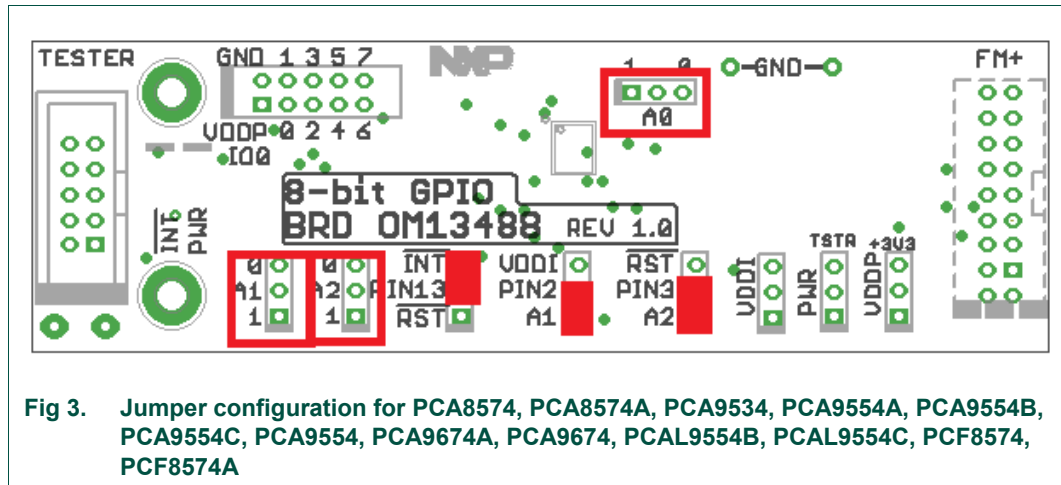 TESTER
GND 1 3 5 7
NXP
1 0
GND
FM+
A0
VDDP 0 2 4 6
IO0
8-bit GPIO
BRD OM13488 REV 1.0
INT
PWR
0
A1
1
0
A2
1
INT
PIN13
RST
VDDI
PIN2
A1
RST
PIN3
A2
VDDI
TSTR
PWR
+3V3
VDDP
Fig 3. Jumper configuration for PCA8574, PCA8574A, PCA9534, PCA9554A, PCA9554B,
PCA9554C, PCA9554, PCA9674A, PCA9674, PCAL9554B, PCAL9554C, PCF8574,
PCF8574A